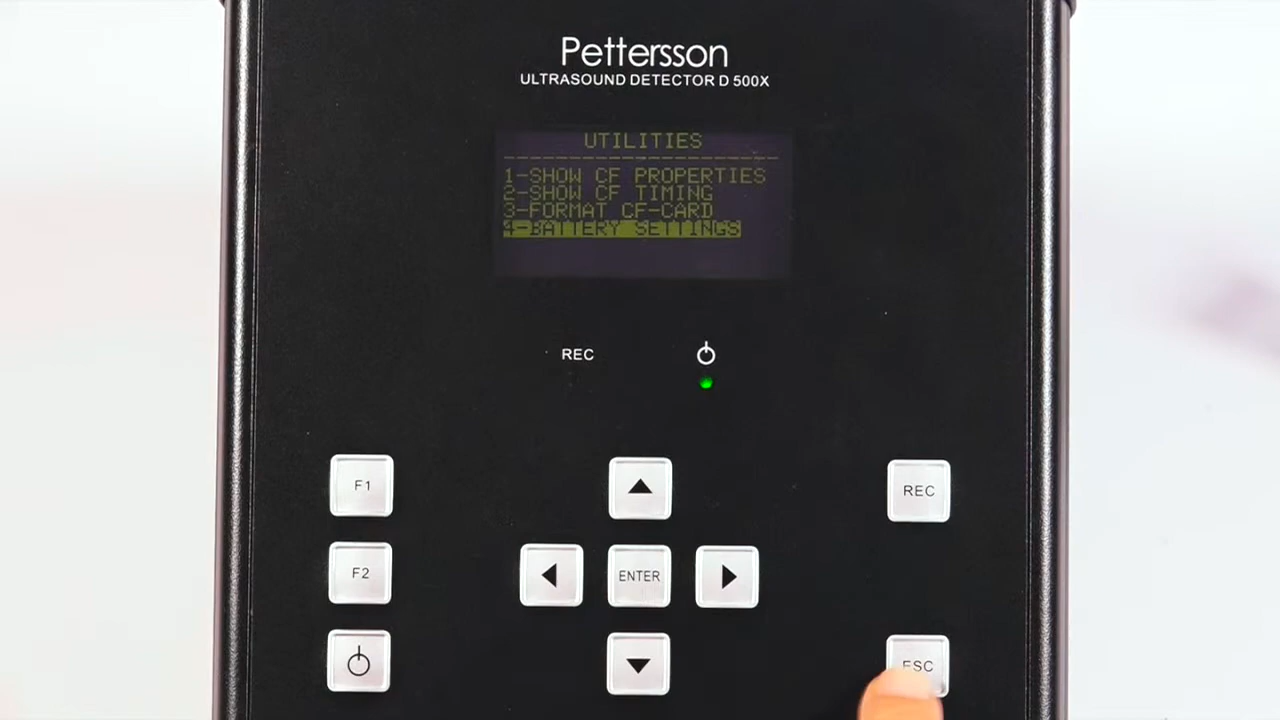 Pettersson
ULTRASOUND DETECTOR D 500X
UTILITIES
1-SHOW CF PROPERTIES
2-SHOW CF TIMING
3-FORMAT CF-CARD
4-BATTERY SETTINGS
REC
F1
REC
F2
ENTER
ESC